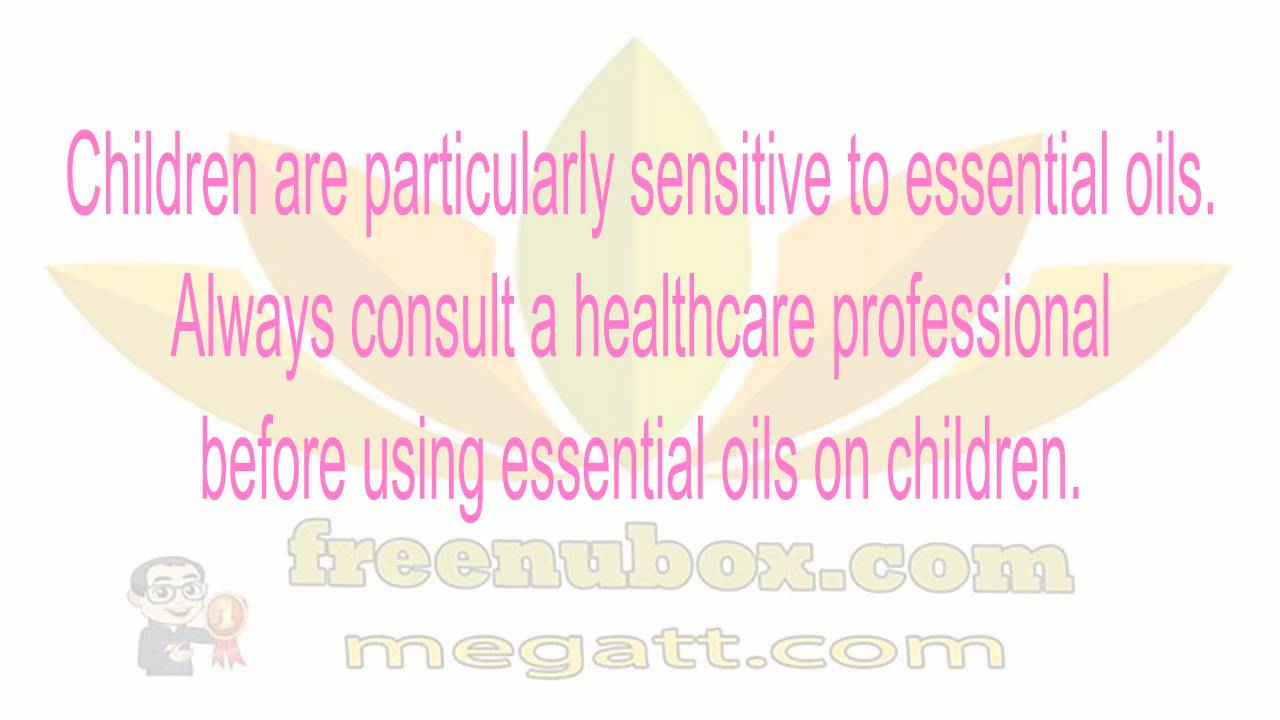 Children are particularly sensitive to essential oils.
Always consult a healthcare professional
before using essential oils on children.
freenubox.com
1
megatt.com